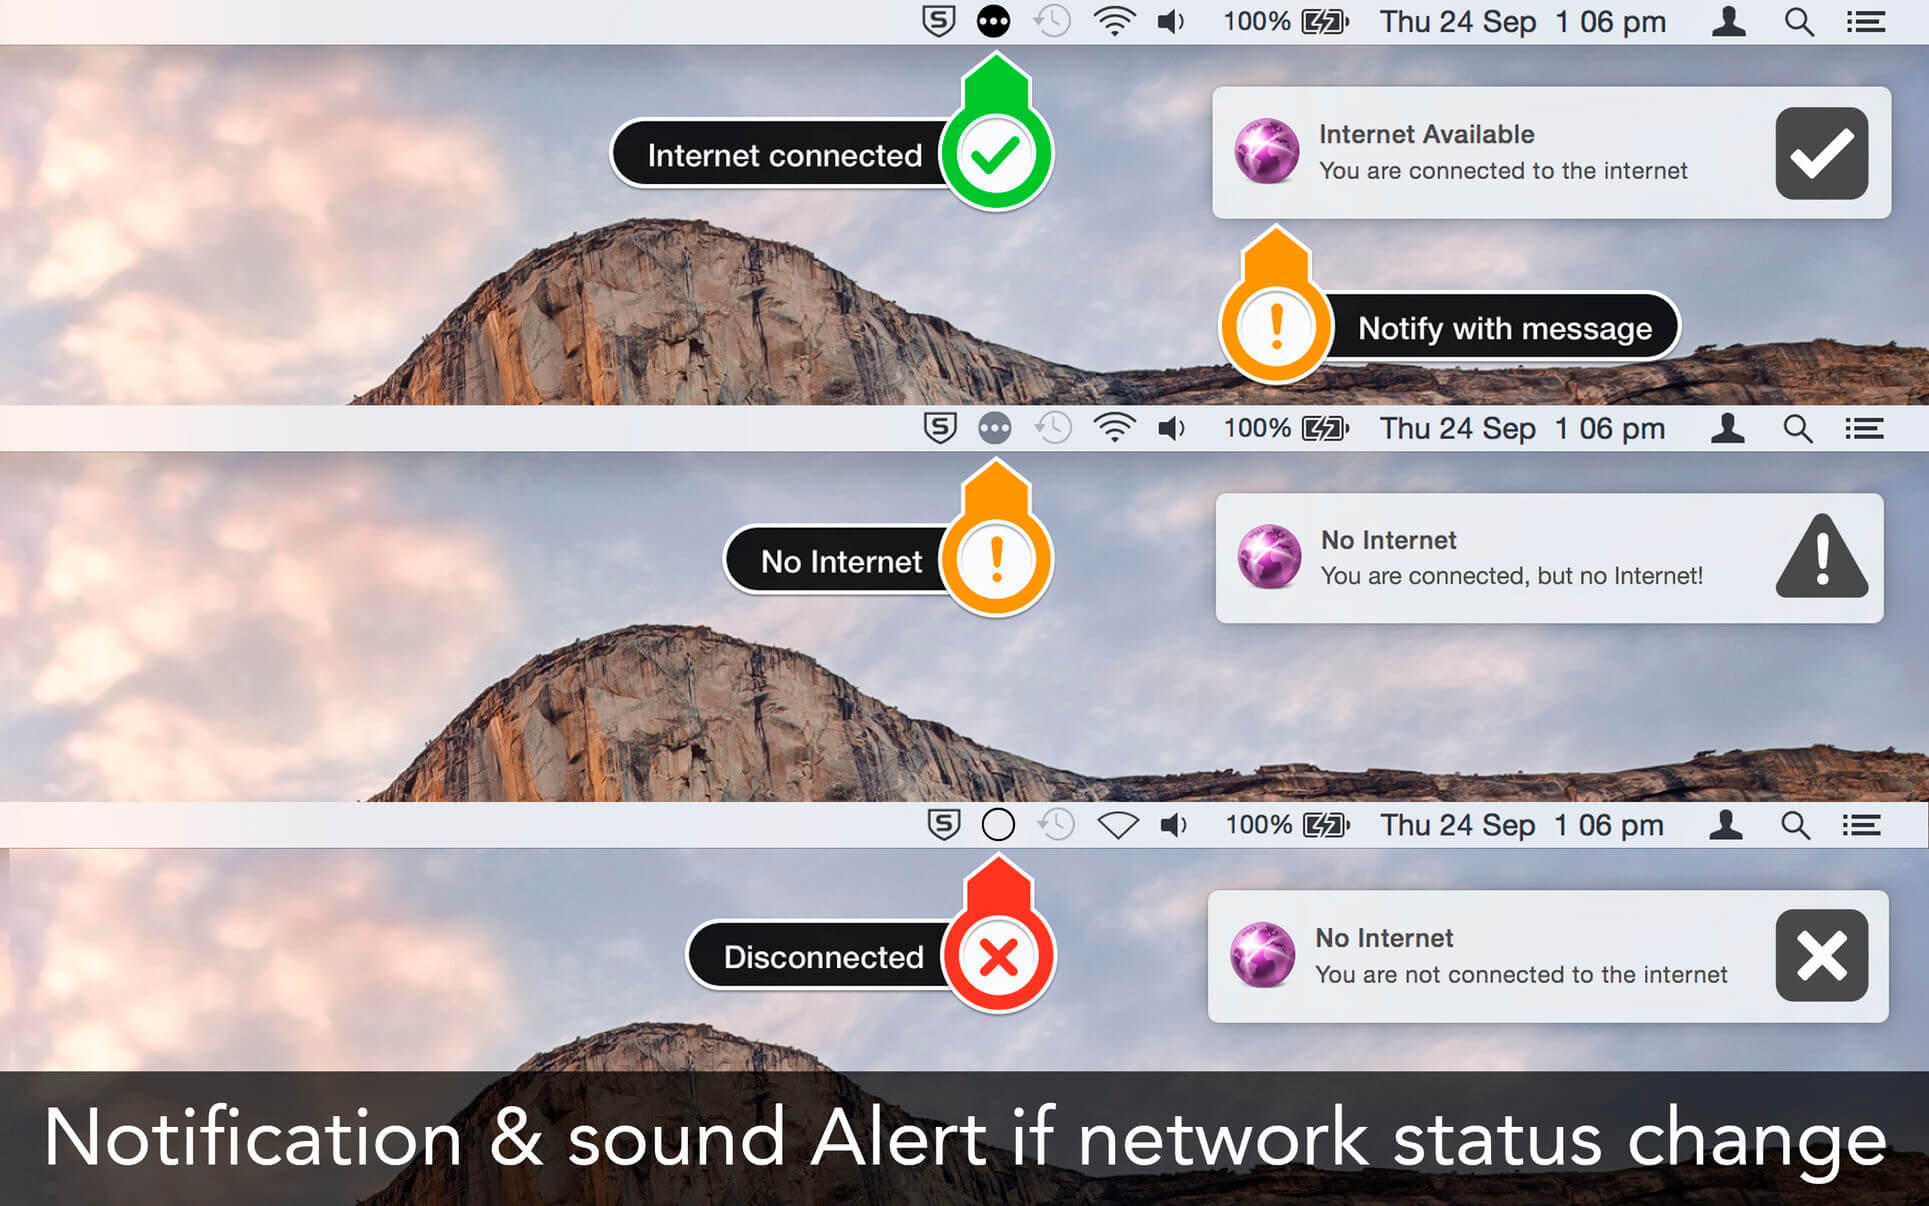 S 100% Thu 24 Sep 1 06 pm
Internet connected
Internet Available
You are connected to the internet
Notify with message
S 100% Thu 24 Sep 1 06 pm
No Internet
No Internet
You are connected, but no Internet!
S 100% Thu 24 Sep 1 06 pm
Disconnected
No Internet
You are not connected to the internet
Notification & sound Alert if network status change